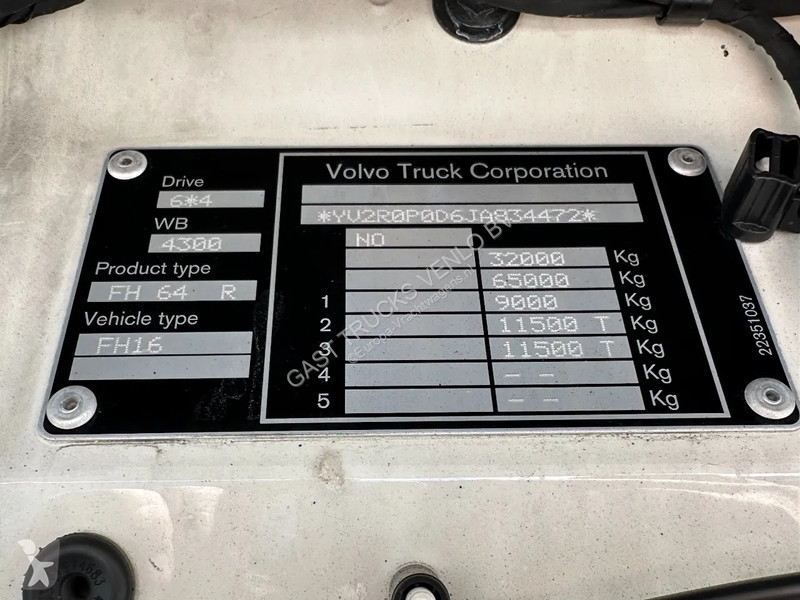 Volvo Truck Corporation
Drive
6*4
WB
4300
Product type
FH 64 R
Vehicle type
FH16
*YV2R0P0D6JA834472*
NO
32000 Kg
65000 Kg
1 9000 Kg
2 11500 T Kg
3 11500 T Kg
4 -- Kg
5 -- Kg
22351037
GASU TRUCKS VENLO BV